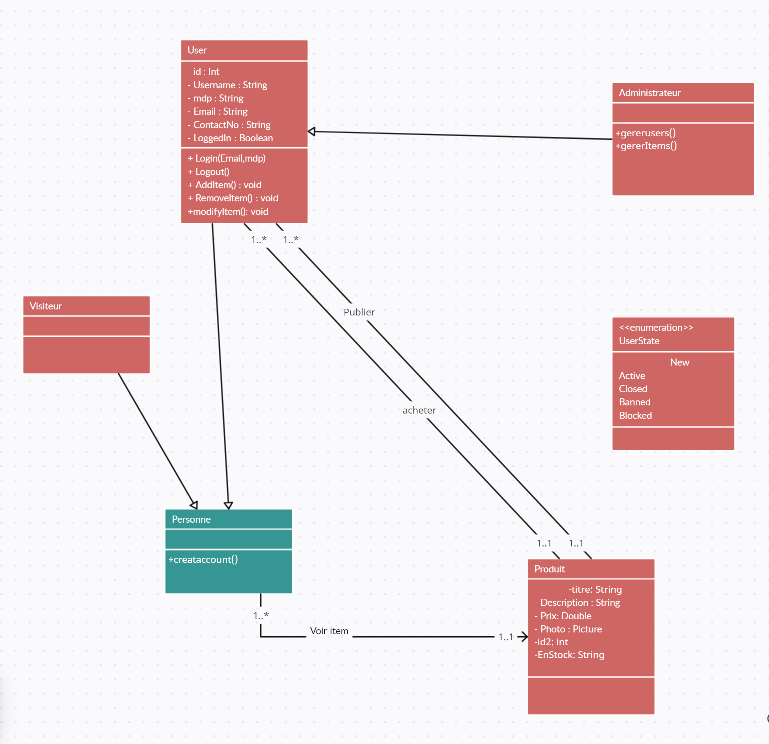 User
- id : Int
- Username : String
- mdp : String
- Email : String
- ContactNo : String
- LoggedIn : Boolean
+ Login(Email,mdp)
+ Logout()
+ AddItem() : void
+ RemoveItem() : void
+modifyItem(): void
Administrateur
+gererusers()
+gererItems()
1..*
1..*
Publier
acheter
Visiteur
<<enumeration>>
UserState
New
Active
Closed
Banned
Blocked
Personne
+creataccount()
1..*
Voir item
1..1
1..1
1..1
Produit
-titre: String
- Description : String
- Prix: Double
- Photo : Picture
-id2: Int
-EnStock: String